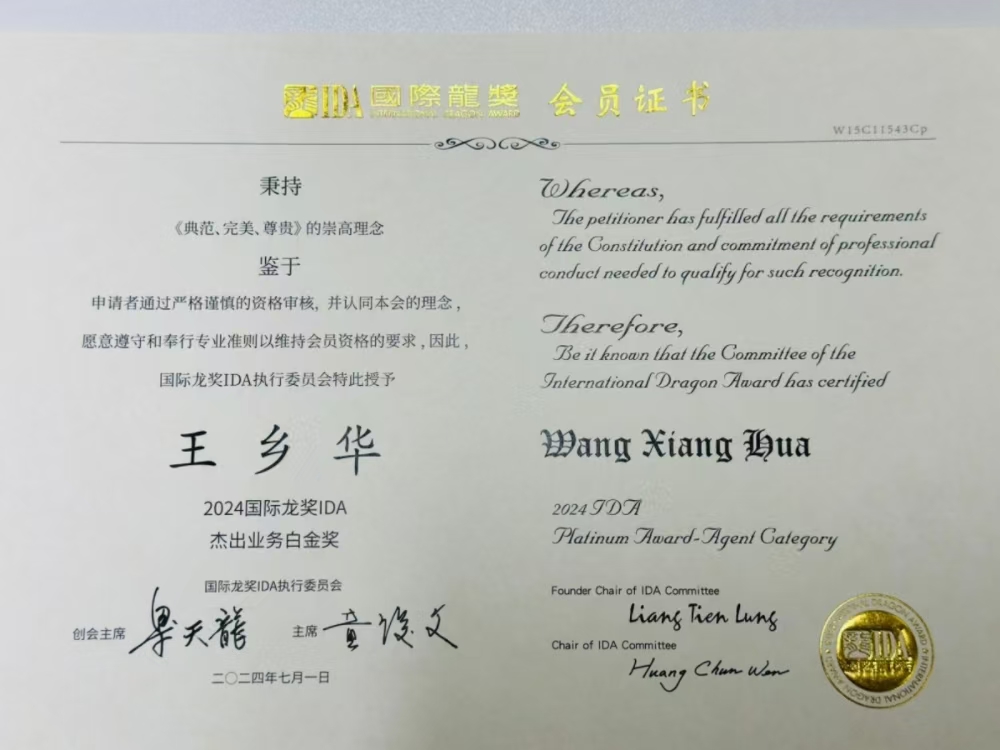 IDA 國際龍獎 会员证书
INTERNATIONAL DRAGON AWARD
W15C11543Cp
秉持
《典范、完美、尊贵》的崇高理念
鉴于
申请者通过严格谨慎的资格审核, 并认同本会的理念,
愿意遵守和奉行专业准则以维持会员资格的要求,因此,
国际龙奖IDA执行委员会特此授予
王乡华
2024国际龙奖IDA
杰出业务白金奖
国际龙奖IDA执行委员会
创会主席 梁天龍 主席
二〇二四年七月一日
Whereas,
The petitioner has fulfilled all the requirements
of the Constitution and commitment of professional
conduct needed to qualify for such recognition.
Therefore,
Be it known that the Committee of the
International Dragon Award has certified
Wang Xiang Hua
2024 IDA
Platinum Award-Agent Category
Founder Chair of IDA Committee
Liang Tien Lung
Chair of IDA Committee
Huang Chun Wen
IDA
INTERNATIONAL DRAGON AWARD